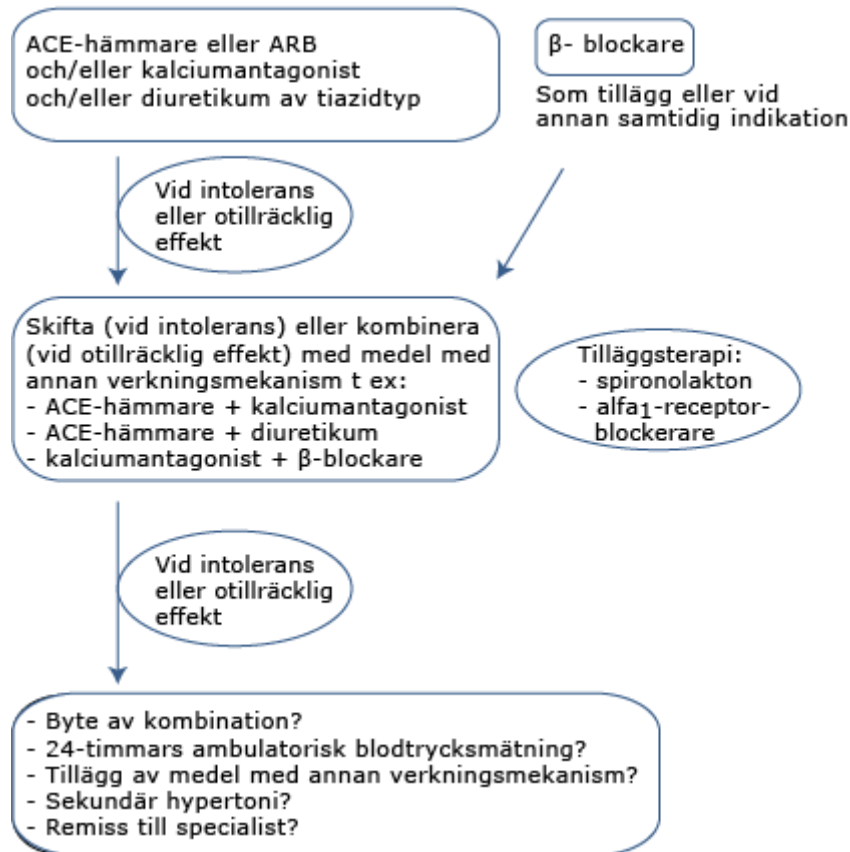 ACE-hämmare eller ARB
och/eller kalciumantagonist
och/eller diuretikum av tiazidtyp
β- blockare
Som tillägg eller vid
annan samtidig indikation
Vid intolerans
eller otillräcklig
effekt
Skifta (vid intolerans) eller kombinera
(vid otillräcklig effekt) med medel med
annan verkningsmekanism t ex:
- ACE-hämmare + kalciumantagonist
- ACE-hämmare + diuretikum
- kalciumantagonist + β-blockare
Tilläggsterapi:
- spironolakton
- alfa1-receptor-
blockerare
Vid intolerans
eller otillräcklig
effekt
- Byte av kombination?
- 24-timmars ambulatorisk blodtrycksmätning?
- Tillägg av medel med annan verkningsmekanism?
- Sekundär hypertoni?
- Remiss till specialist?